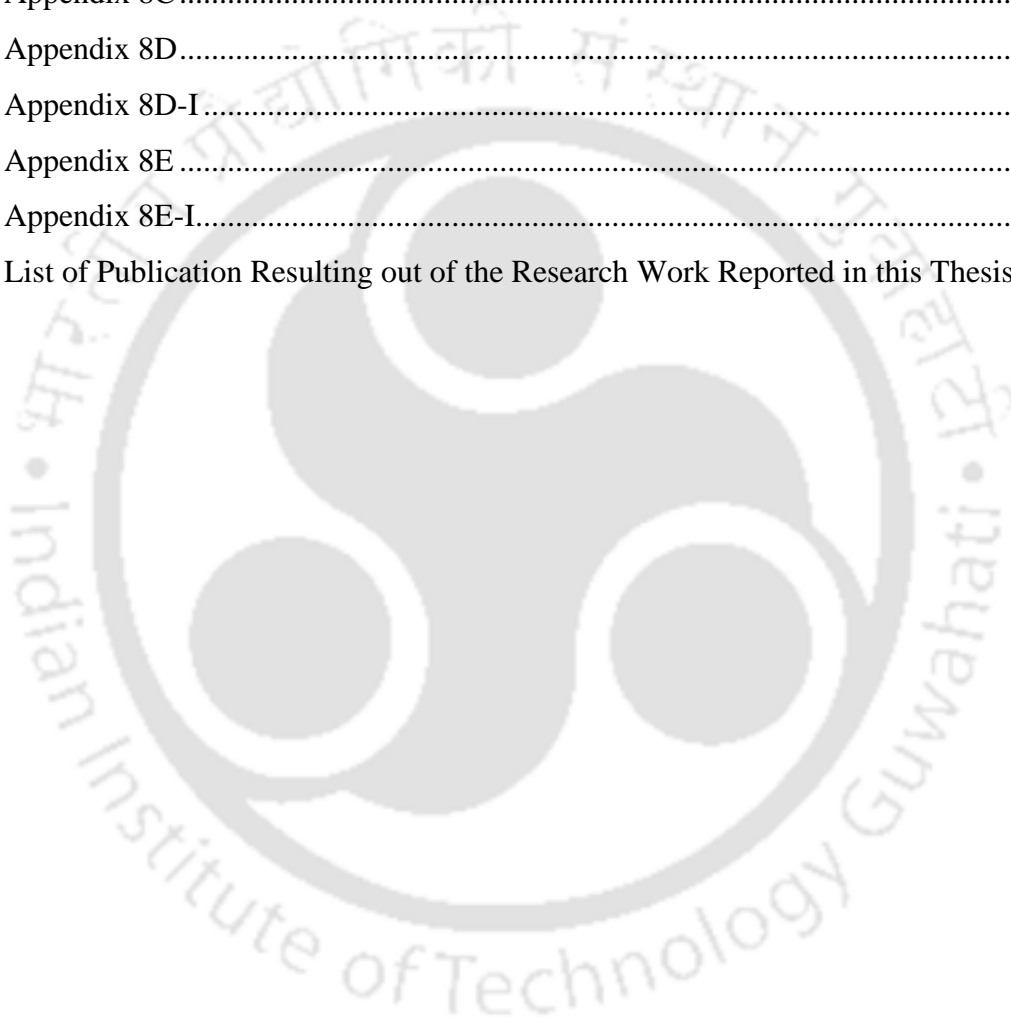 Appendix 8D
Appendix 8D-I
Appendix 8E
Appendix 8E-I
List of Publication Resulting out of the Research Work Reported in this Thesis
भारतीय प्रौद्योगिकी संस्थान गुवाहाटी
Indian Institute of Technology Guwahati